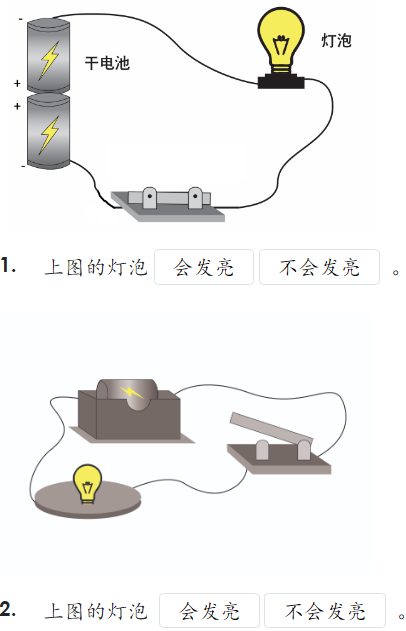 -
灯泡
干电池
+
+
-
1. 上图的灯泡 会发亮 不会发亮 。
2. 上图的灯泡 会发亮 不会发亮 。